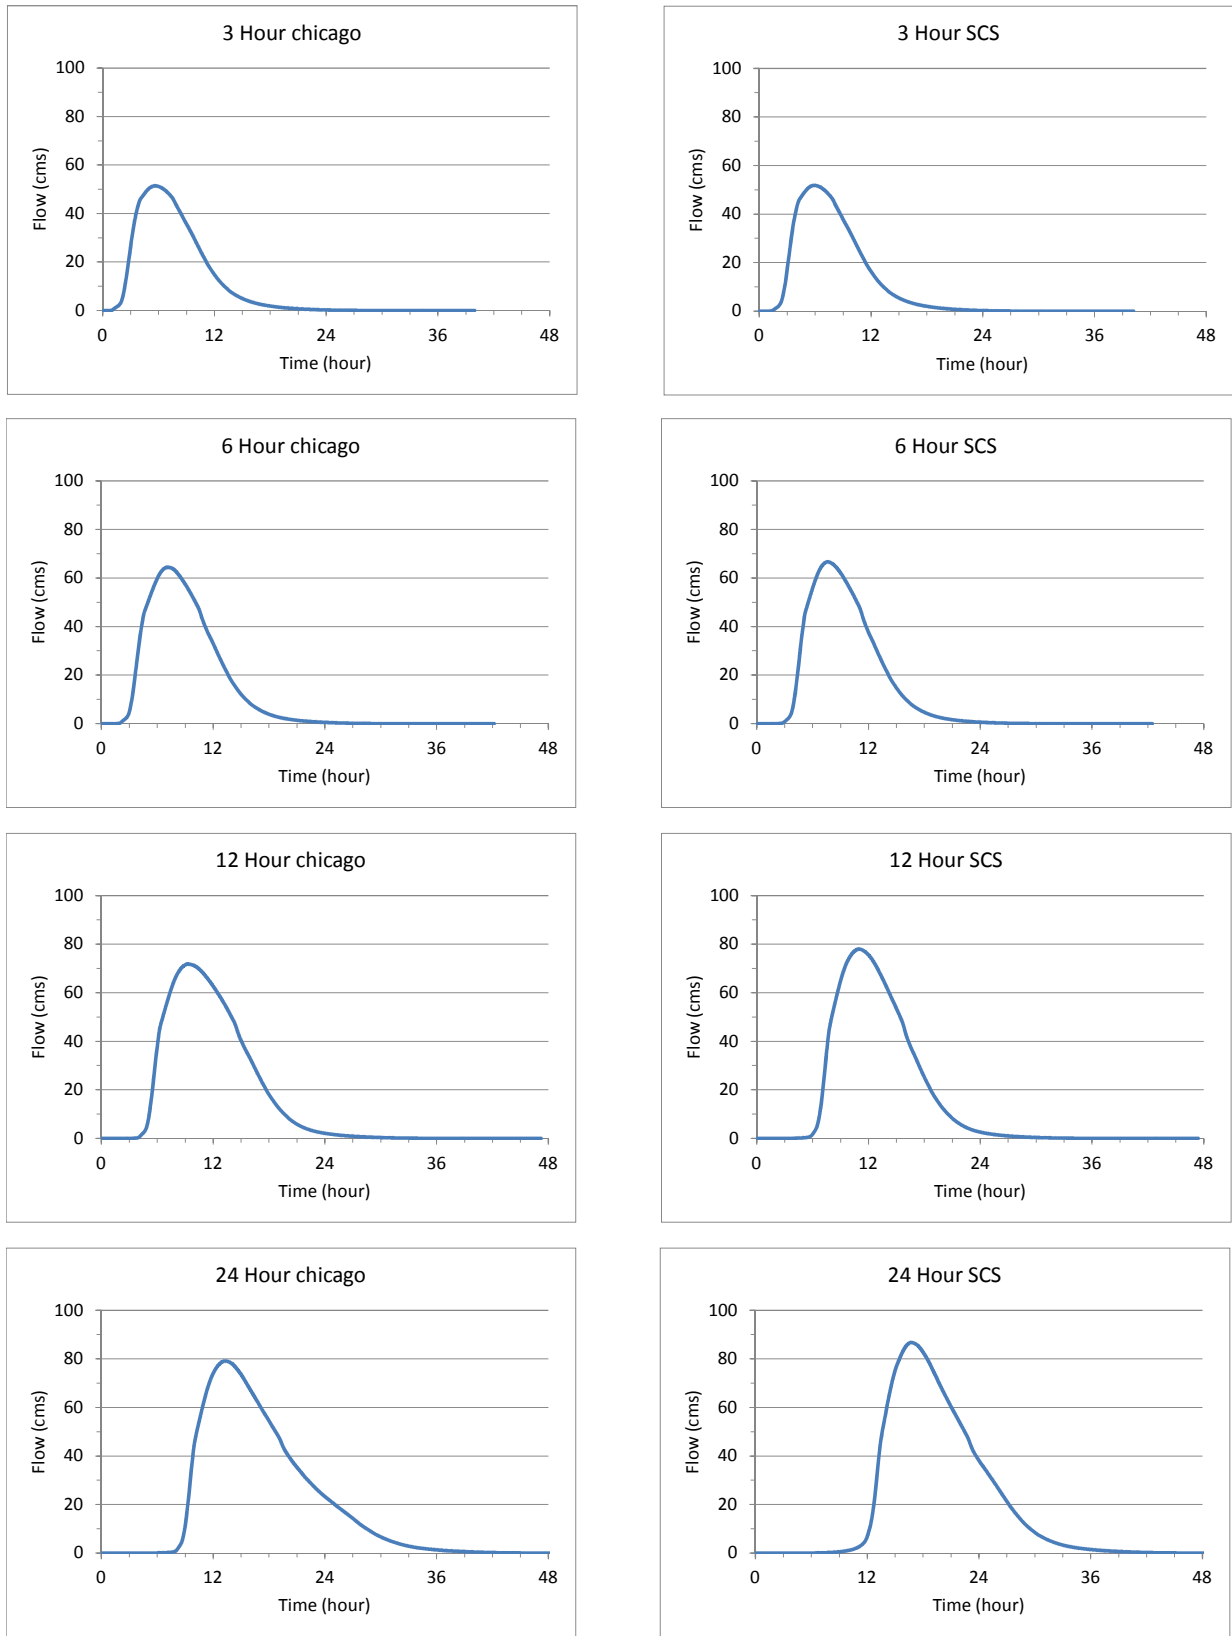 3 Hour chicago
100
80
60
40
20
0
Flow (cms)
0 12 24 36 48
Time (hour)
3 Hour SCS
100
80
60
40
20
0
Flow (cms)
0 12 24 36 48
Time (hour)
6 Hour chicago
100
80
60
40
20
0
Flow (cms)
0 12 24 36 48
Time (hour)
6 Hour SCS
100
80
60
40
20
0
Flow (cms)
0 12 24 36 48
Time (hour)
12 Hour chicago
100
80
60
40
20
0
Flow (cms)
0 12 24 36 48
Time (hour)
12 Hour SCS
100
80
60
40
20
0
Flow (cms)
0 12 24 36 48
Time (hour)
24 Hour chicago
100
80
60
40
20
0
Flow (cms)
0 12 24 36 48
Time (hour)
24 Hour SCS
100
80
60
40
20
0
Flow (cms)
0 12 24 36 48
Time (hour)